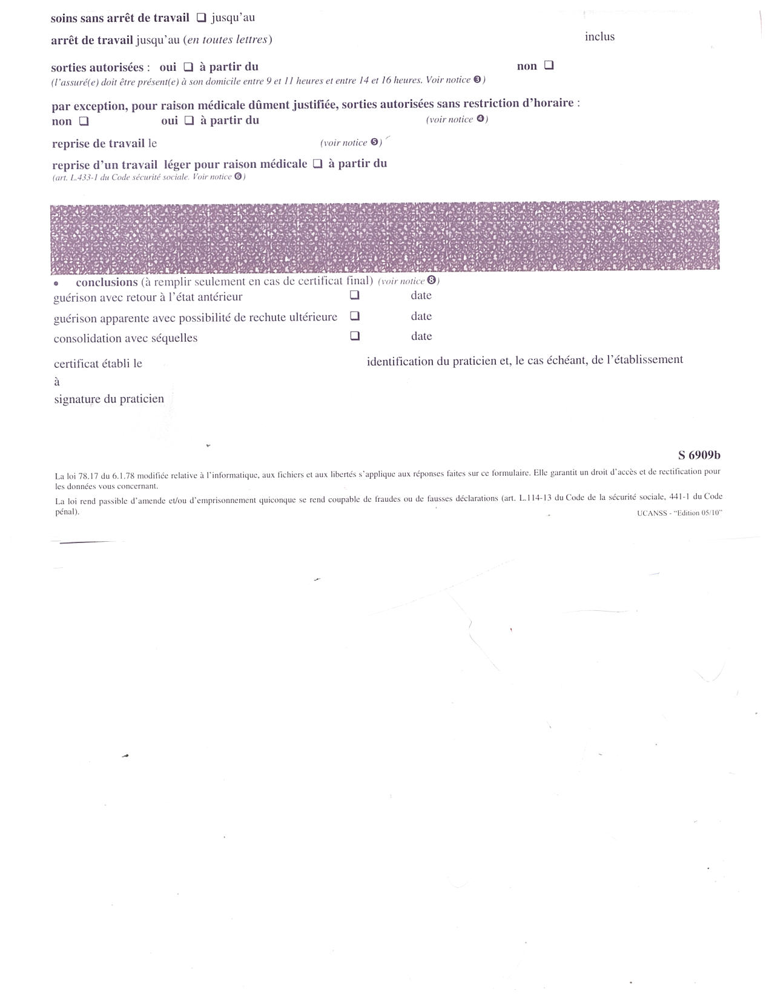 soins sans arrêt de travail ❑ jusqu'au
arrêt de travail jusqu'au (en toutes lettres) inclus
sorties autorisées : oui ❑ à partir du non ❑
(l'assuré(e) doit être présent(e) à son domicile entre 9 et 11 heures et entre 14 et 16 heures. Voir notice ❸)
par exception, pour raison médicale dûment justifiée, sorties autorisées sans restriction d'horaire :
non ❑ oui ❑ à partir du (voir notice ❹)
reprise de travail le (voir notice ❺)
reprise d'un travail léger pour raison médicale ❑ à partir du
(art. L.433-1 du Code sécurité sociale. Voir notice ❻)
• conclusions (à remplir seulement en cas de certificat final) (voir notice ❽)
guérison avec retour à l'état antérieur ❑ date
guérison apparente avec possibilité de rechute ultérieure ❑ date
consolidation avec séquelles ❑ date
certificat établi le identification du praticien et, le cas échéant, de l'établissement
à
signature du praticien
S 6909b
La loi 78.17 du 6.1.78 modifiée relative à l'informatique, aux fichiers et aux libertés s'applique aux réponses faites sur ce formulaire. Elle garantit un droit d'accès et de rectification pour
les données vous concernant.
La loi rend passible d'amende et/ou d'emprisonnement quiconque se rend coupable de fraudes ou de fausses déclarations (art. L.114-13 du Code de la sécurité sociale, 441-1 du Code
pénal). UCANSS - "Edition 05/10"